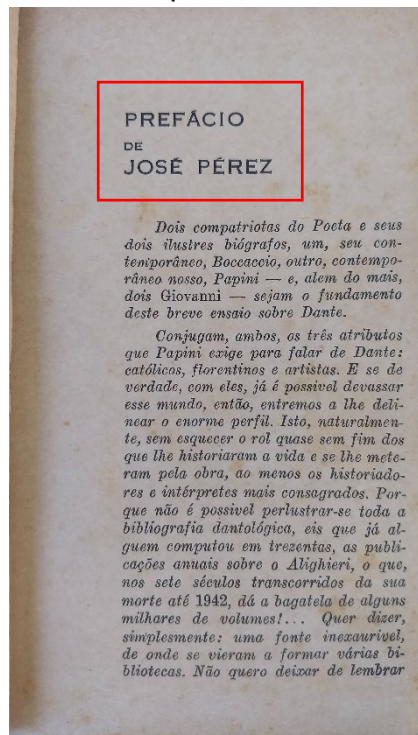 PREFÁCIO
DE
JOSÉ PÉREZ
Dois compatriotas do Poeta e seus
dois ilustres biógrafos, um, seu con-
temporâneo, Boccaccio, outro, contempo-
râneo nosso, Papini — e, alem do mais,
dois Giovanni — sejam o fundamento
deste breve ensaio sobre Dante.
Conjugam, ambos, os três atributos
que Papini exige para falar de Dante:
católicos, florentinos e artistas. E se de
verdade, com eles, já é possivel devassar
esse mundo, então, entremos a lhe deli-
near o enorme perfil. Isto, naturalmen-
te, sem esquecer o rol quase sem fim dos
que lhe historiaram a vida e se lhe mete-
ram pela obra, ao menos os historiado-
res e intérpretes mais consagrados. Por-
que não é possivel perlustrar-se toda a
bibliografia dantológica, eis que já al-
guem computou em trezentas, as publi-
cações anuais sobre o Alighieri, o que,
nos sete séculos transcorridos da sua
morte até 1942, dá a bagatela de alguns
milhares de volumes!... Quer dizer,
simplesmente: uma fonte inexaurivel,
de onde se vieram a formar várias bi-
bliotecas. Não quero deixar de lembrar